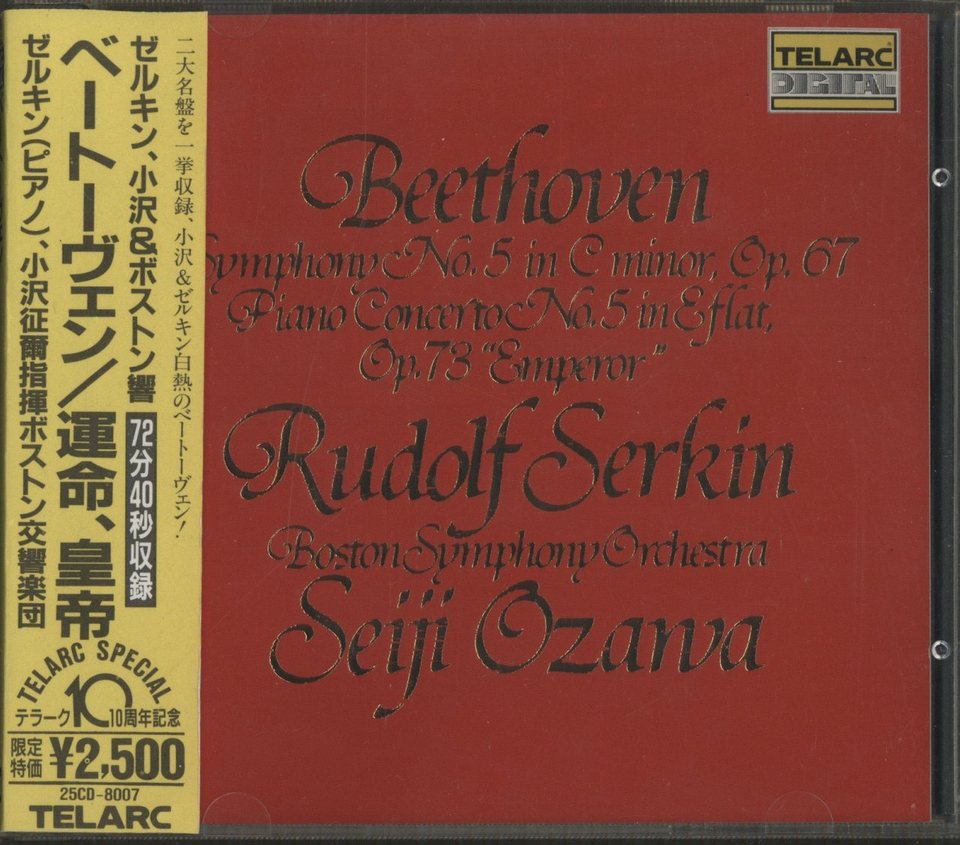 二大名盤を一挙収録、小沢&ゼルキン白熱のベートーヴェン!
ゼルキン、小沢&ボストン響 72分40秒収録
ベートーヴェン/運命、皇帝
ゼルキン(ピアノ)、小沢征爾指揮ボストン交響楽団
TELARC SPECIAL
10
テラーク 10周年記念
限定
特価 ¥2,500
25CD-8007
TELARC
TELARC
DIGITAL
Beethoven
Symphony No. 5 in C minor, Op. 67
Piano Concerto No. 5 in E flat,
Op. 73 "Emperor"
Rudolf Serkin
Boston Symphony Orchestra
Seiji Ozawa